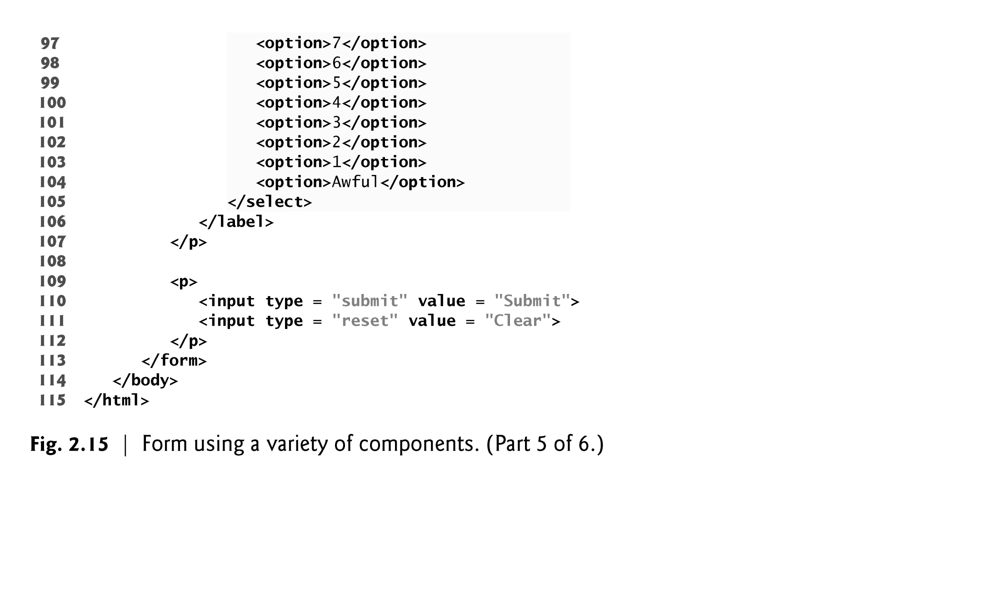 97                     <option>7</option>
98                     <option>6</option>
99                     <option>5</option>
100                    <option>4</option>
101                    <option>3</option>
102                    <option>2</option>
103                    <option>1</option>
104                    <option>Awful</option>
105                 </select>
106              </label>
107           </p>
108
109           <p>
110              <input type = "submit" value = "Submit">
111              <input type = "reset" value = "Clear">
112           </p>
113        </form>
114     </body>
115  </html>
Fig. 2.15 | Form using a variety of components. (Part 5 of 6.)